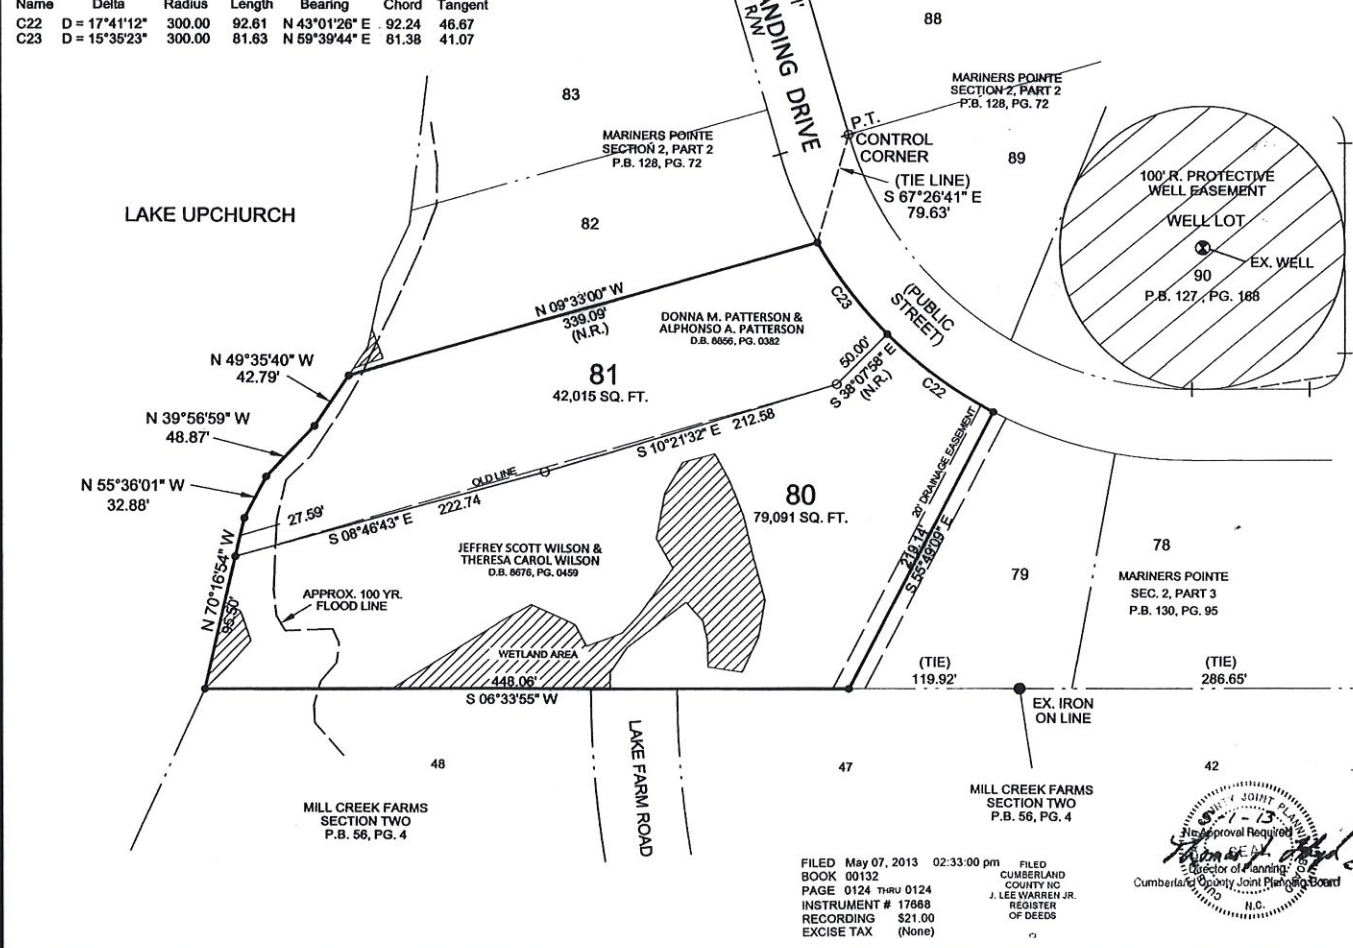 Name Delta Radius Length Bearing Chord Tangent
C22 D = 17°41'12" 300.00 92.61 N 43°01'26" E 92.24 46.67
C23 D = 15°35'23" 300.00 81.63 N 59°39'44" E 81.38 41.07
88
ANDING DRIVE
R/W
83
MARINERS POINTE
SECTION 2, PART 2
P.B. 128, PG. 72
MARINERS POINTE
SECTION 2, PART 2
P.B. 128, PG. 72
P.T.
CONTROL
CORNER
89
(TIE LINE)
S 67°26'41" E
79.63'
100' R. PROTECTIVE
WELL EASEMENT
WELL LOT
EX. WELL
90
P.B. 127, PG. 188
LAKE UPCHURCH
82
N 09°33'00" W
339.09'
(N.R.)
C23
(PUBLIC
STREET)
DONNA M. PATTERSON &
ALPHONSO A. PATTERSON
D.B. 8856, PG. 0382
N 49°35'40" W
42.79'
81
42,015 SQ. FT.
50.00'
S 38°07'58" E
(N.R.)
C22
N 39°56'59" W
48.87'
S 10°21'32" E 212.58
20' DRAINAGE EASEMENT
OLD LINE
N 55°36'01" W
32.88'
27.59'
S 08°46'43" E 222.74
80
79,091 SQ. FT.
219.14'
S 55°49'09" E
JEFFREY SCOTT WILSON &
THERESA CAROL WILSON
D.B. 8676, PG. 0459
N 70°16'54" W
95.50'
APPROX. 100 YR.
FLOOD LINE
78
79
MARINERS POINTE
SEC. 2, PART 3
P.B. 130, PG. 95
WETLAND AREA
448.06'
S 06°33'55" W
(TIE)
119.92'
(TIE)
286.65'
EX. IRON
ON LINE
LAKE FARM ROAD
48
47
42
MILL CREEK FARMS
SECTION TWO
P.B. 56, PG. 4
MILL CREEK FARMS
SECTION TWO
P.B. 56, PG. 4
No Approval Required
SEAL
Director of Planning
Cumberland County Joint Planning Board
N.C.
FILED May 07, 2013 02:33:00 pm
BOOK 00132
PAGE 0124 THRU 0124
INSTRUMENT # 17668
RECORDING $21.00
EXCISE TAX (None)
FILED
CUMBERLAND
COUNTY NC
J. LEE WARREN JR.
REGISTER
OF DEEDS